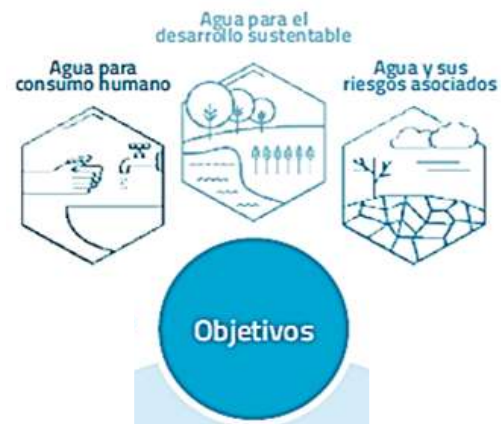 Agua para el
desarrollo sustentable
Agua para
consumo humano
Agua y sus
riesgos asociados
Objetivos